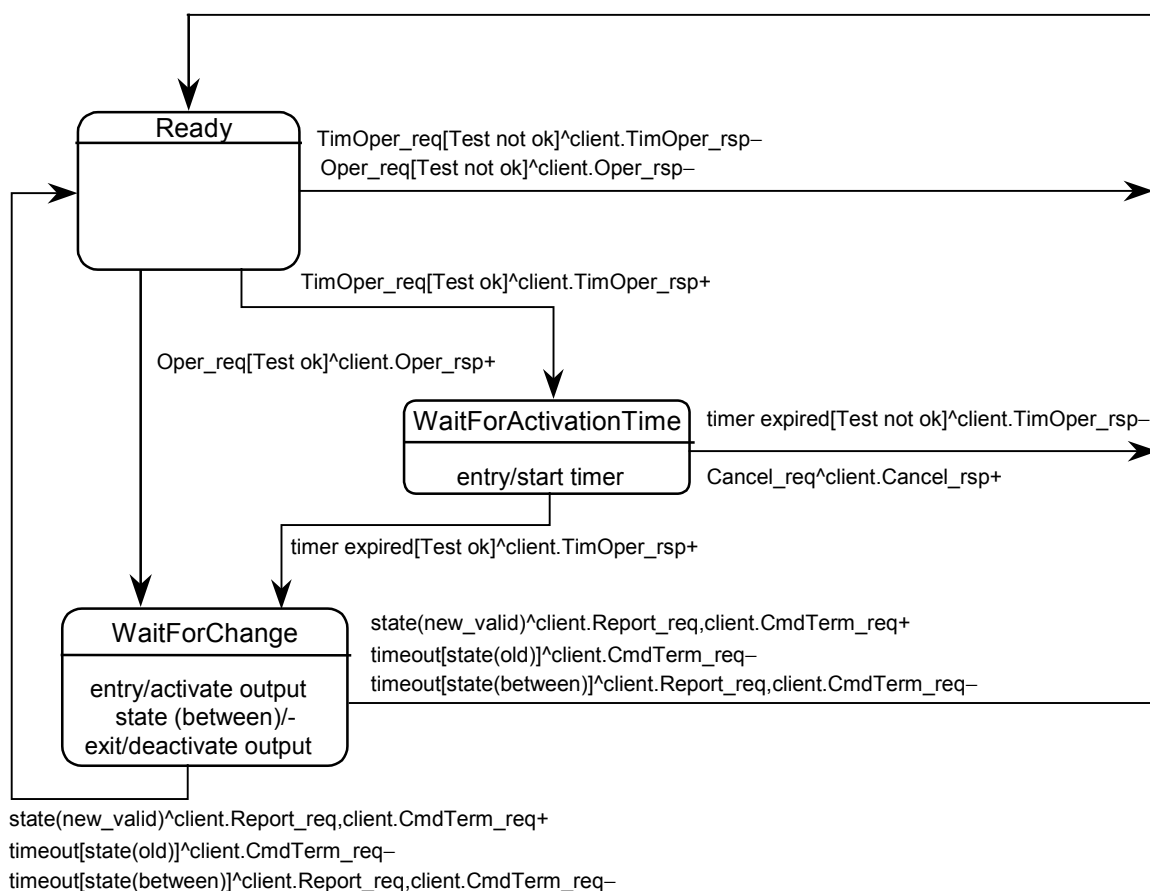 Ready
TimOper_req[Test not ok]^client.TimOper_rsp–
Oper_req[Test not ok]^client.Oper_rsp–
TimOper_req[Test ok]^client.TimOper_rsp+
Oper_req[Test ok]^client.Oper_rsp+
WaitForActivationTime
entry/start timer
timer expired[Test not ok]^client.TimOper_rsp–
Cancel_req^client.Cancel_rsp+
timer expired[Test ok]^client.TimOper_rsp+
WaitForChange
entry/activate output
state (between)/-
exit/deactivate output
state(new_valid)^client.Report_req,client.CmdTerm_req+
timeout[state(old)]^client.CmdTerm_req–
timeout[state(between)]^client.Report_req,client.CmdTerm_req–
state(new_valid)^client.Report_req,client.CmdTerm_req+
timeout[state(old)]^client.CmdTerm_req–
timeout[state(between)]^client.Report_req,client.CmdTerm_req–